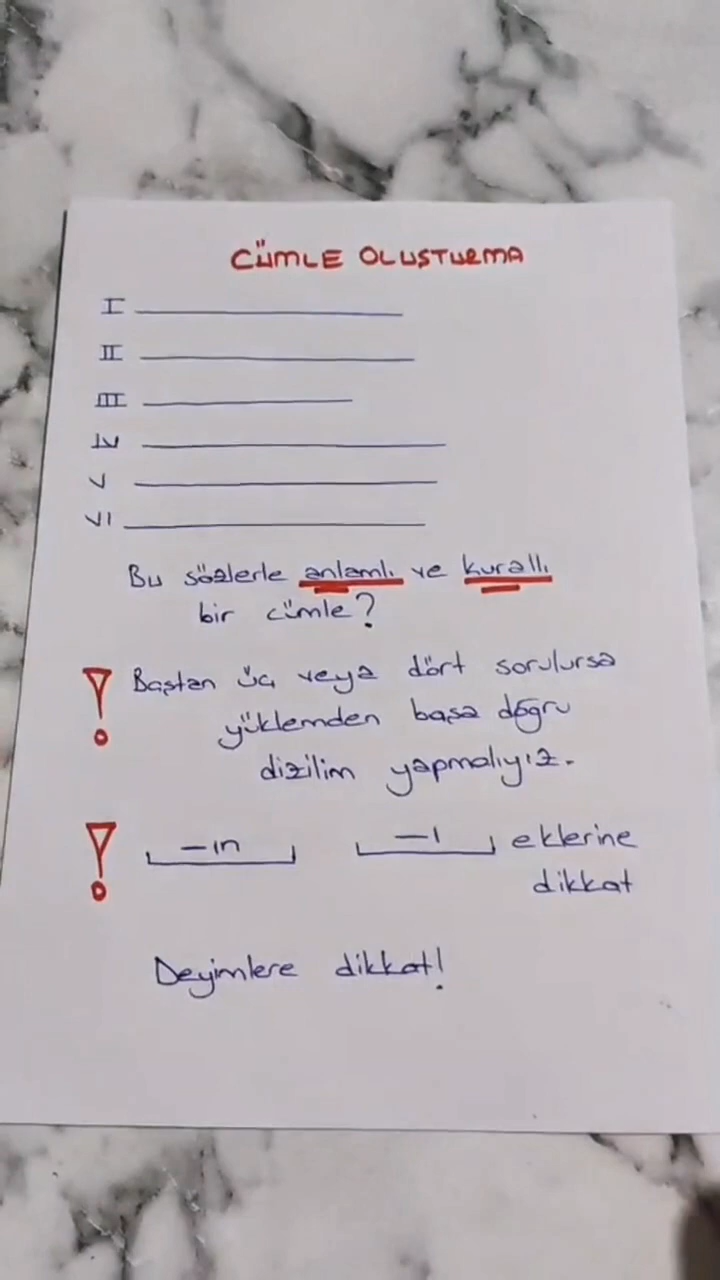 CÜMLE OLUŞTURMA
I
II
III
IV
V
VI
Bu sözlerle anlamlı ve kurallı
bir cümle?
! Baştan üç veya dört sorulursa
yüklemden başa doğru
dizilim yapmalıyız.
! -ın -ı eklerine
dikkat
Deyimlere dikkat!